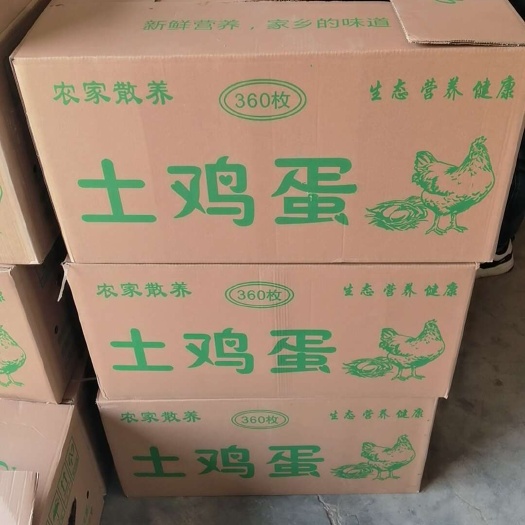 新鲜营养，家乡的味道
农家散养 360枚 生态 营养 健康
土鸡蛋
农家散养 360枚 生态 营养 健康
土鸡蛋
农家散养 360枚 生态 营养 健康
土鸡蛋